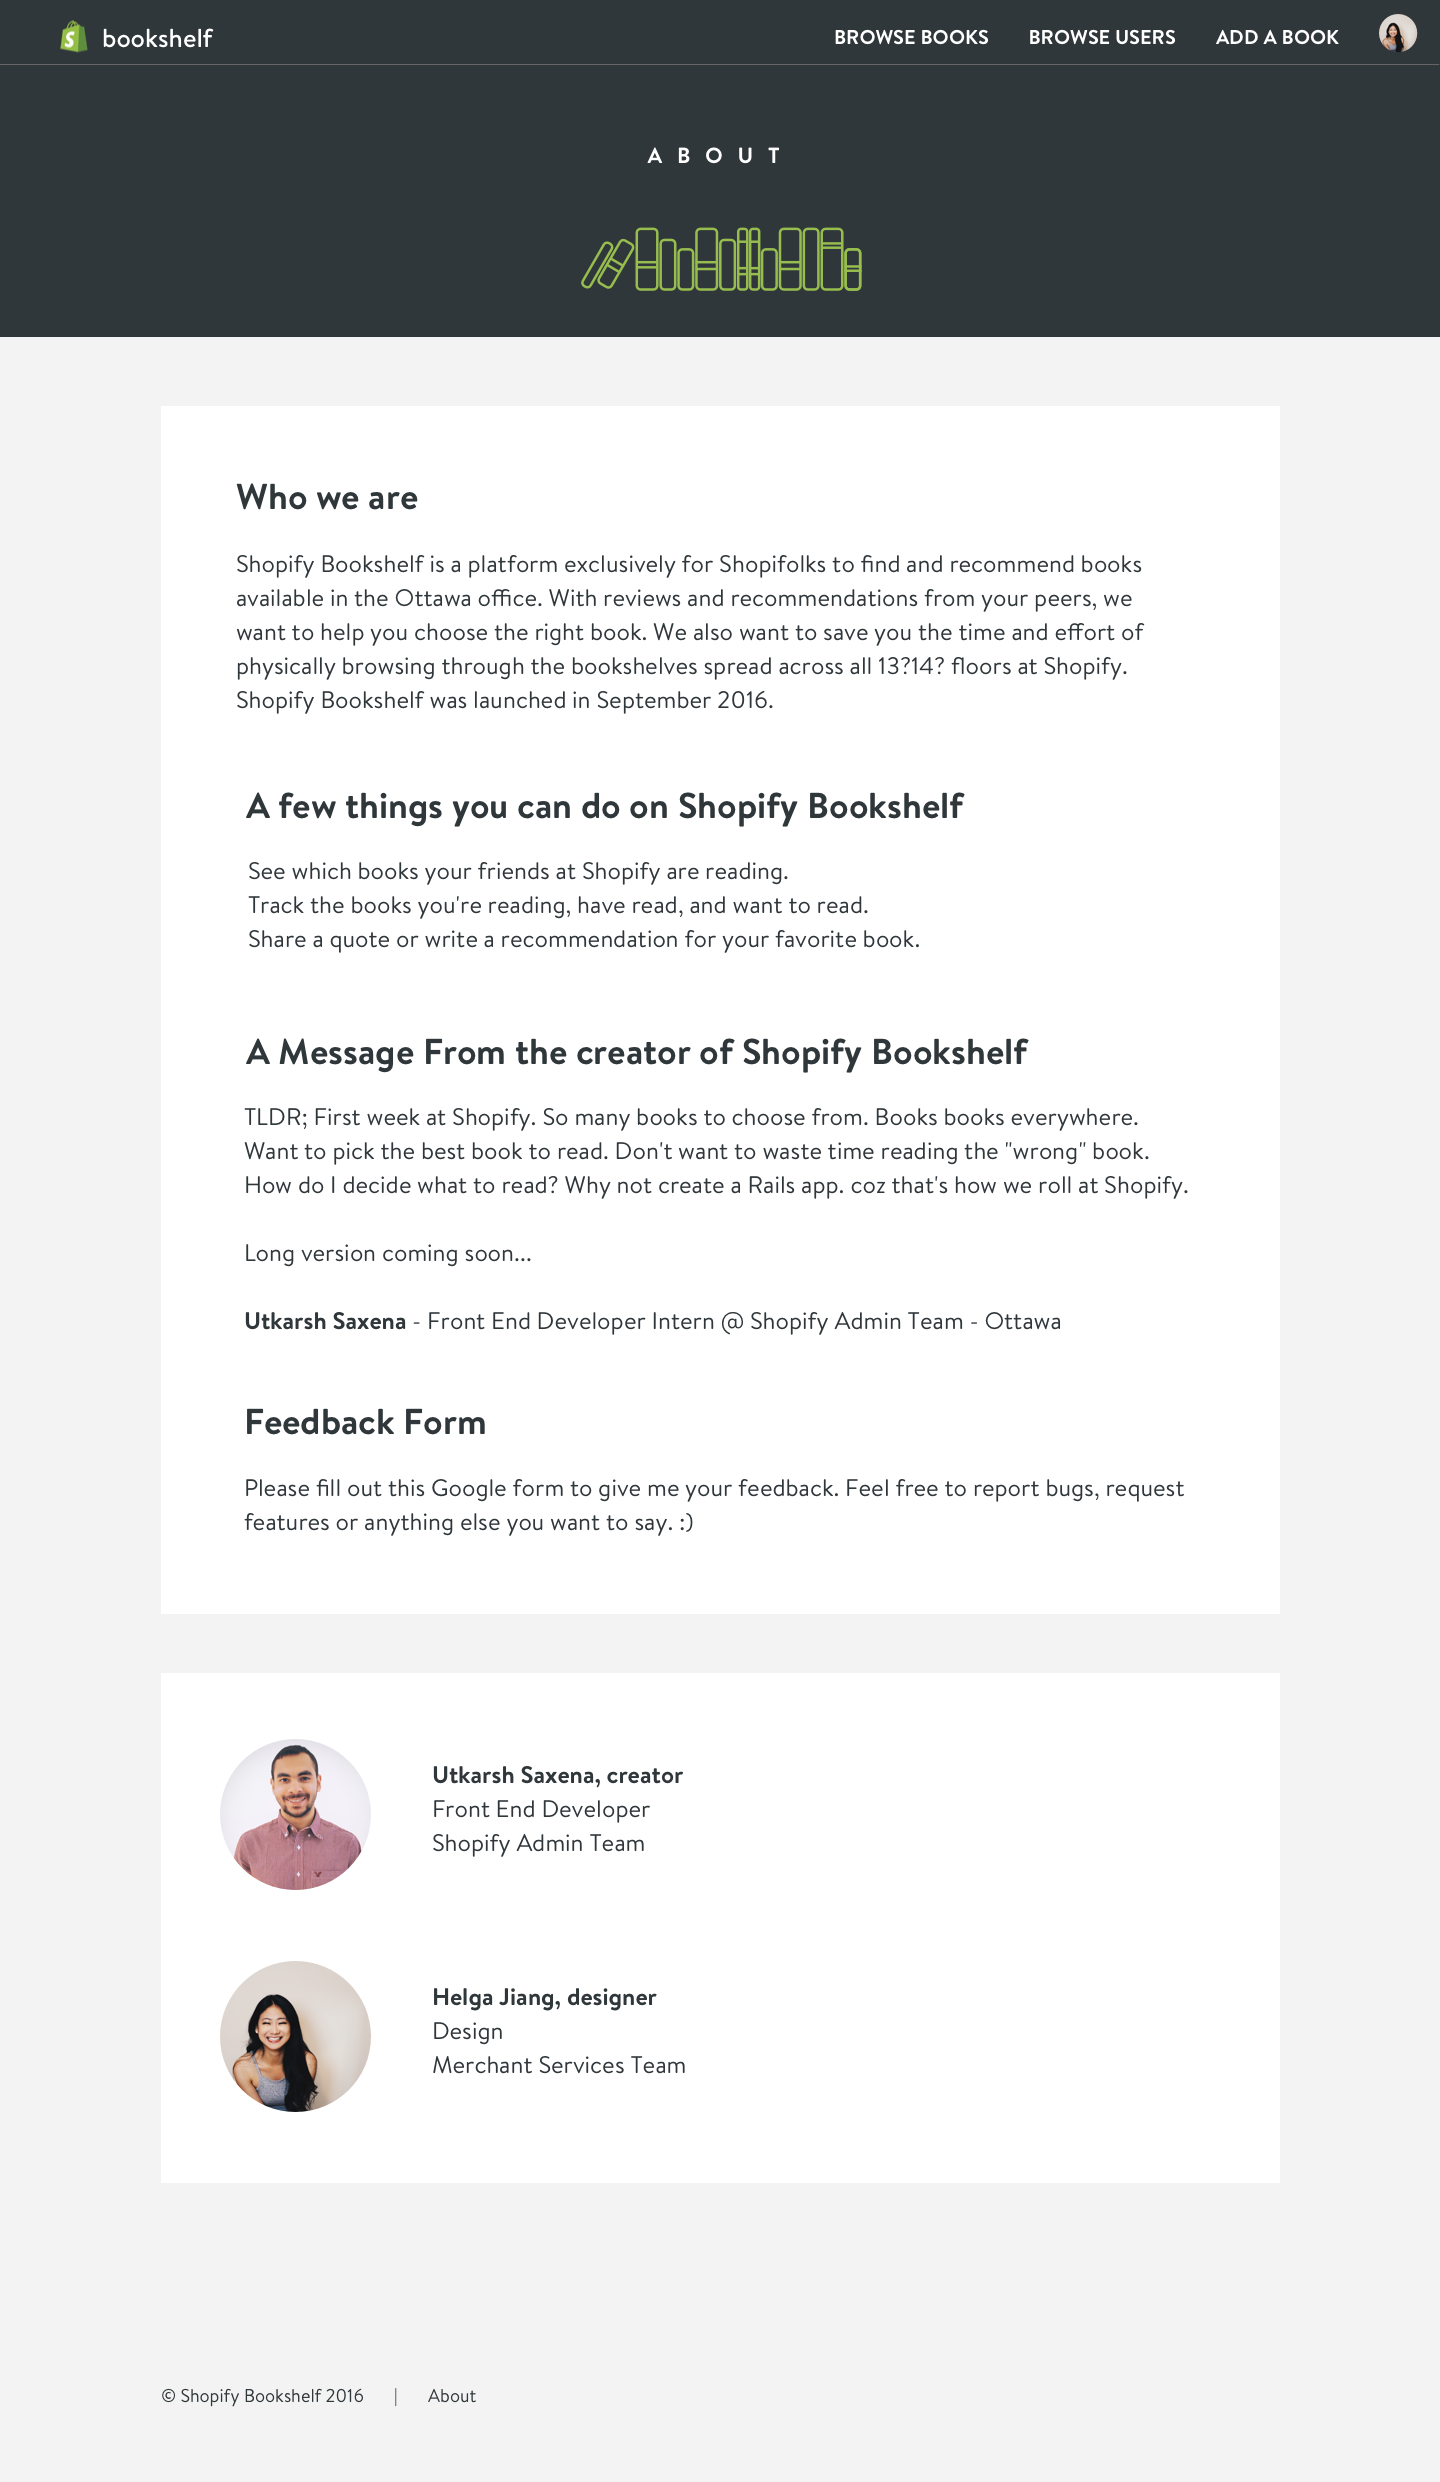 bookshelf
BROWSE BOOKS BROWSE USERS ADD A BOOK
ABOUT
Who we are
Shopify Bookshelf is a platform exclusively for Shopifolks to find and recommend books
available in the Ottawa office. With reviews and recommendations from your peers, we
want to help you choose the right book. We also want to save you the time and effort of
physically browsing through the bookshelves spread across all 13?14? floors at Shopify.
Shopify Bookshelf was launched in September 2016.
A few things you can do on Shopify Bookshelf
See which books your friends at Shopify are reading.
Track the books you're reading, have read, and want to read.
Share a quote or write a recommendation for your favorite book.
A Message From the creator of Shopify Bookshelf
TLDR; First week at Shopify. So many books to choose from. Books books everywhere.
Want to pick the best book to read. Don't want to waste time reading the "wrong" book.
How do I decide what to read? Why not create a Rails app. coz that's how we roll at Shopify.
Long version coming soon...
Utkarsh Saxena - Front End Developer Intern @ Shopify Admin Team - Ottawa
Feedback Form
Please fill out this Google form to give me your feedback. Feel free to report bugs, request
features or anything else you want to say. :)
Utkarsh Saxena, creator
Front End Developer
Shopify Admin Team
Helga Jiang, designer
Design
Merchant Services Team
© Shopify Bookshelf 2016 | About